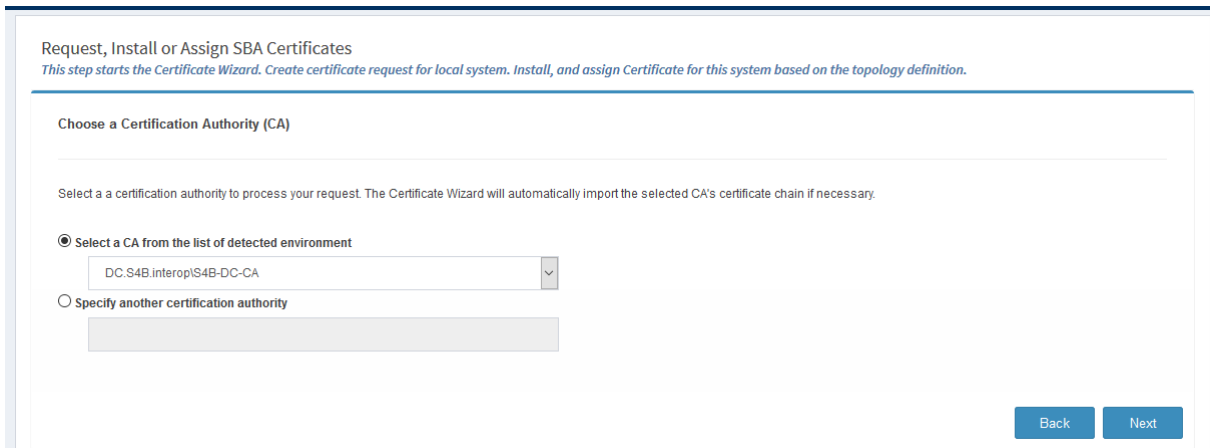 Request, Install or Assign SBA Certificates
This step starts the Certificate Wizard. Create certificate request for local system. Install, and assign Certificate for this system based on the topology definition.
Choose a Certification Authority (CA)
Select a a certification authority to process your request. The Certificate Wizard will automatically import the selected CA's certificate chain if necessary.
Select a CA from the list of detected environment
DC.S4B.interop\S4B-DC-CA
Specify another certification authority
Back Next